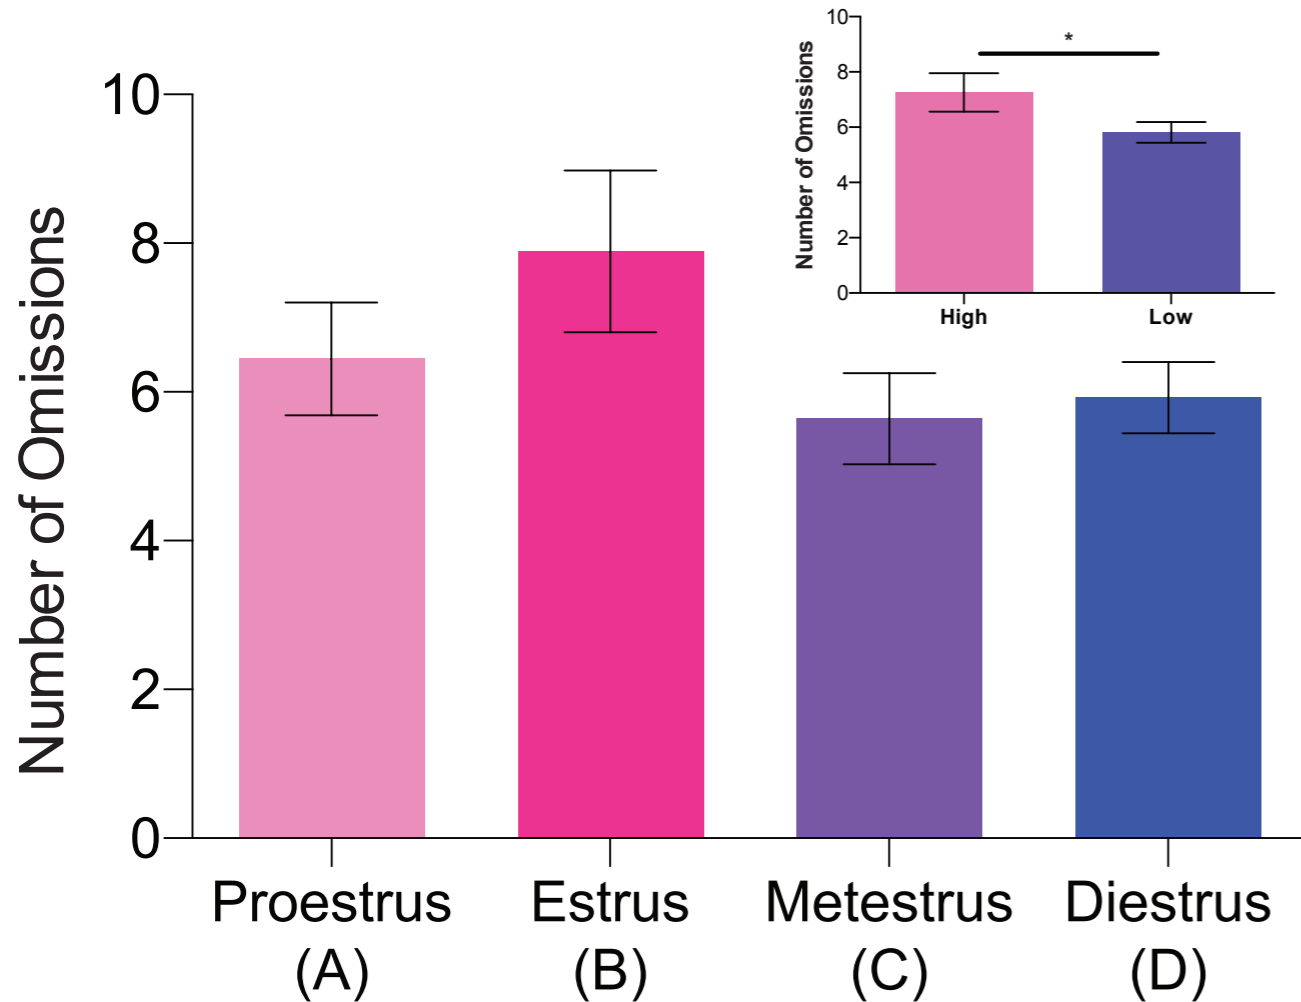 Number of Omissions
10
8
6
4
2
0
Proestrus
(A)
Estrus
(B)
Metestrus
(C)
Diestrus
(D)
Number of Omissions
10
8
6
4
2
0
*
High
Low